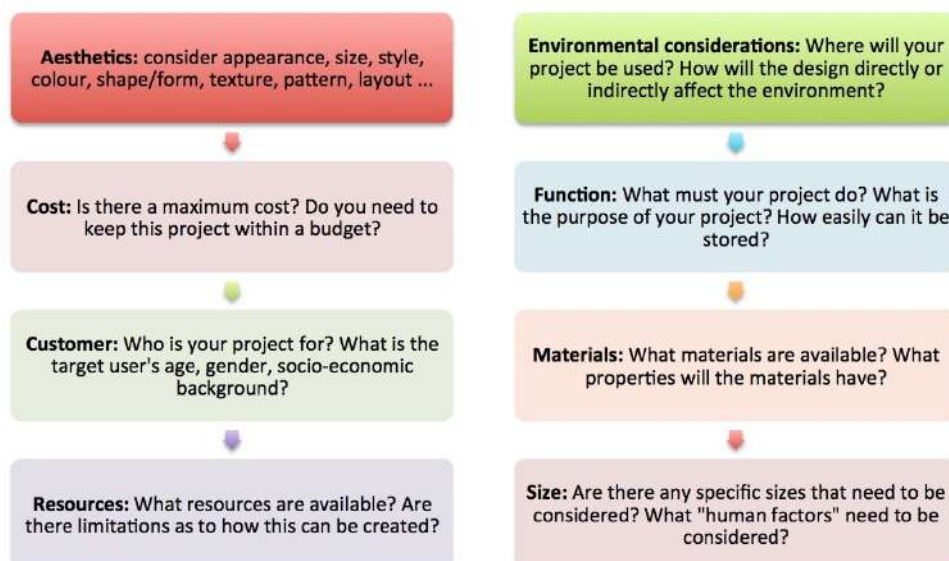 Aesthetics: consider appearance, size, style,
colour, shape/form, texture, pattern, layout ...
Cost: Is there a maximum cost? Do you need to
keep this project within a budget?
Customer: Who is your project for? What is the
target user's age, gender, socio-economic
background?
Resources: What resources are available? Are
there limitations as to how this can be created?
Environmental considerations: Where will your
project be used? How will the design directly or
indirectly affect the environment?
Function: What must your project do? What is
the purpose of your project? How easily can it be
stored?
Materials: What materials are available? What
properties will the materials have?
Size: Are there any specific sizes that need to be
considered? What "human factors" need to be
considered?